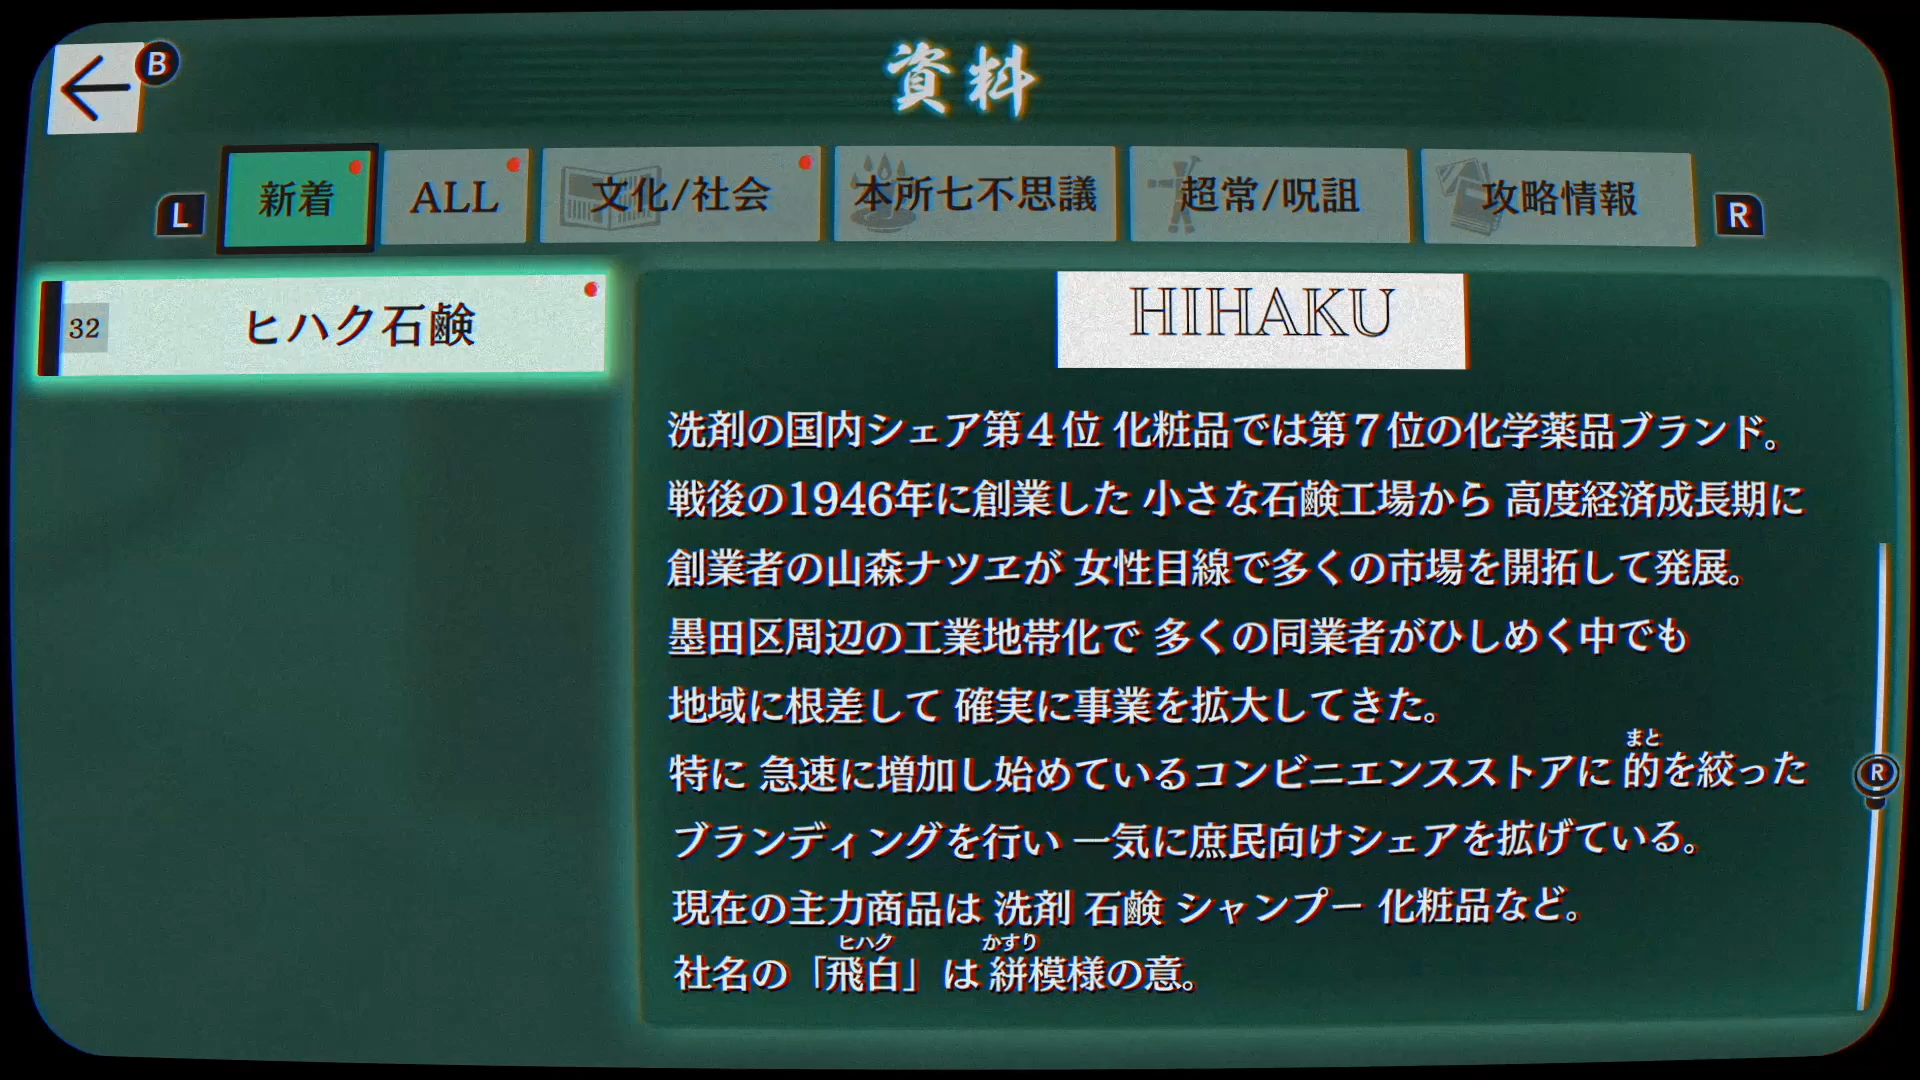 資料
B
L
新着
ALL
文化/社会
本所七不思議
超常/呪詛
攻略情報
R
32
ヒハク石鹸
HIHAKU
洗剤の国内シェア第4位 化粧品では第7位の化学薬品ブランド。
戦後の1946年に創業した 小さな石鹸工場から 高度経済成長期に
創業者の山森ナツヱが 女性目線で多くの市場を開拓して発展。
墨田区周辺の工業地帯化で 多くの同業者がひしめく中でも
地域に根差して 確実に事業を拡大してきた。
まと
特に 急速に増加し始めているコンビニエンスストアに 的を絞った
R
ブランディングを行い 一気に庶民向けシェアを拡げている。
現在の主力商品は 洗剤 石鹸 シャンプー 化粧品など。
ヒハク かすり
社名の「飛白」は 絣模様の意。